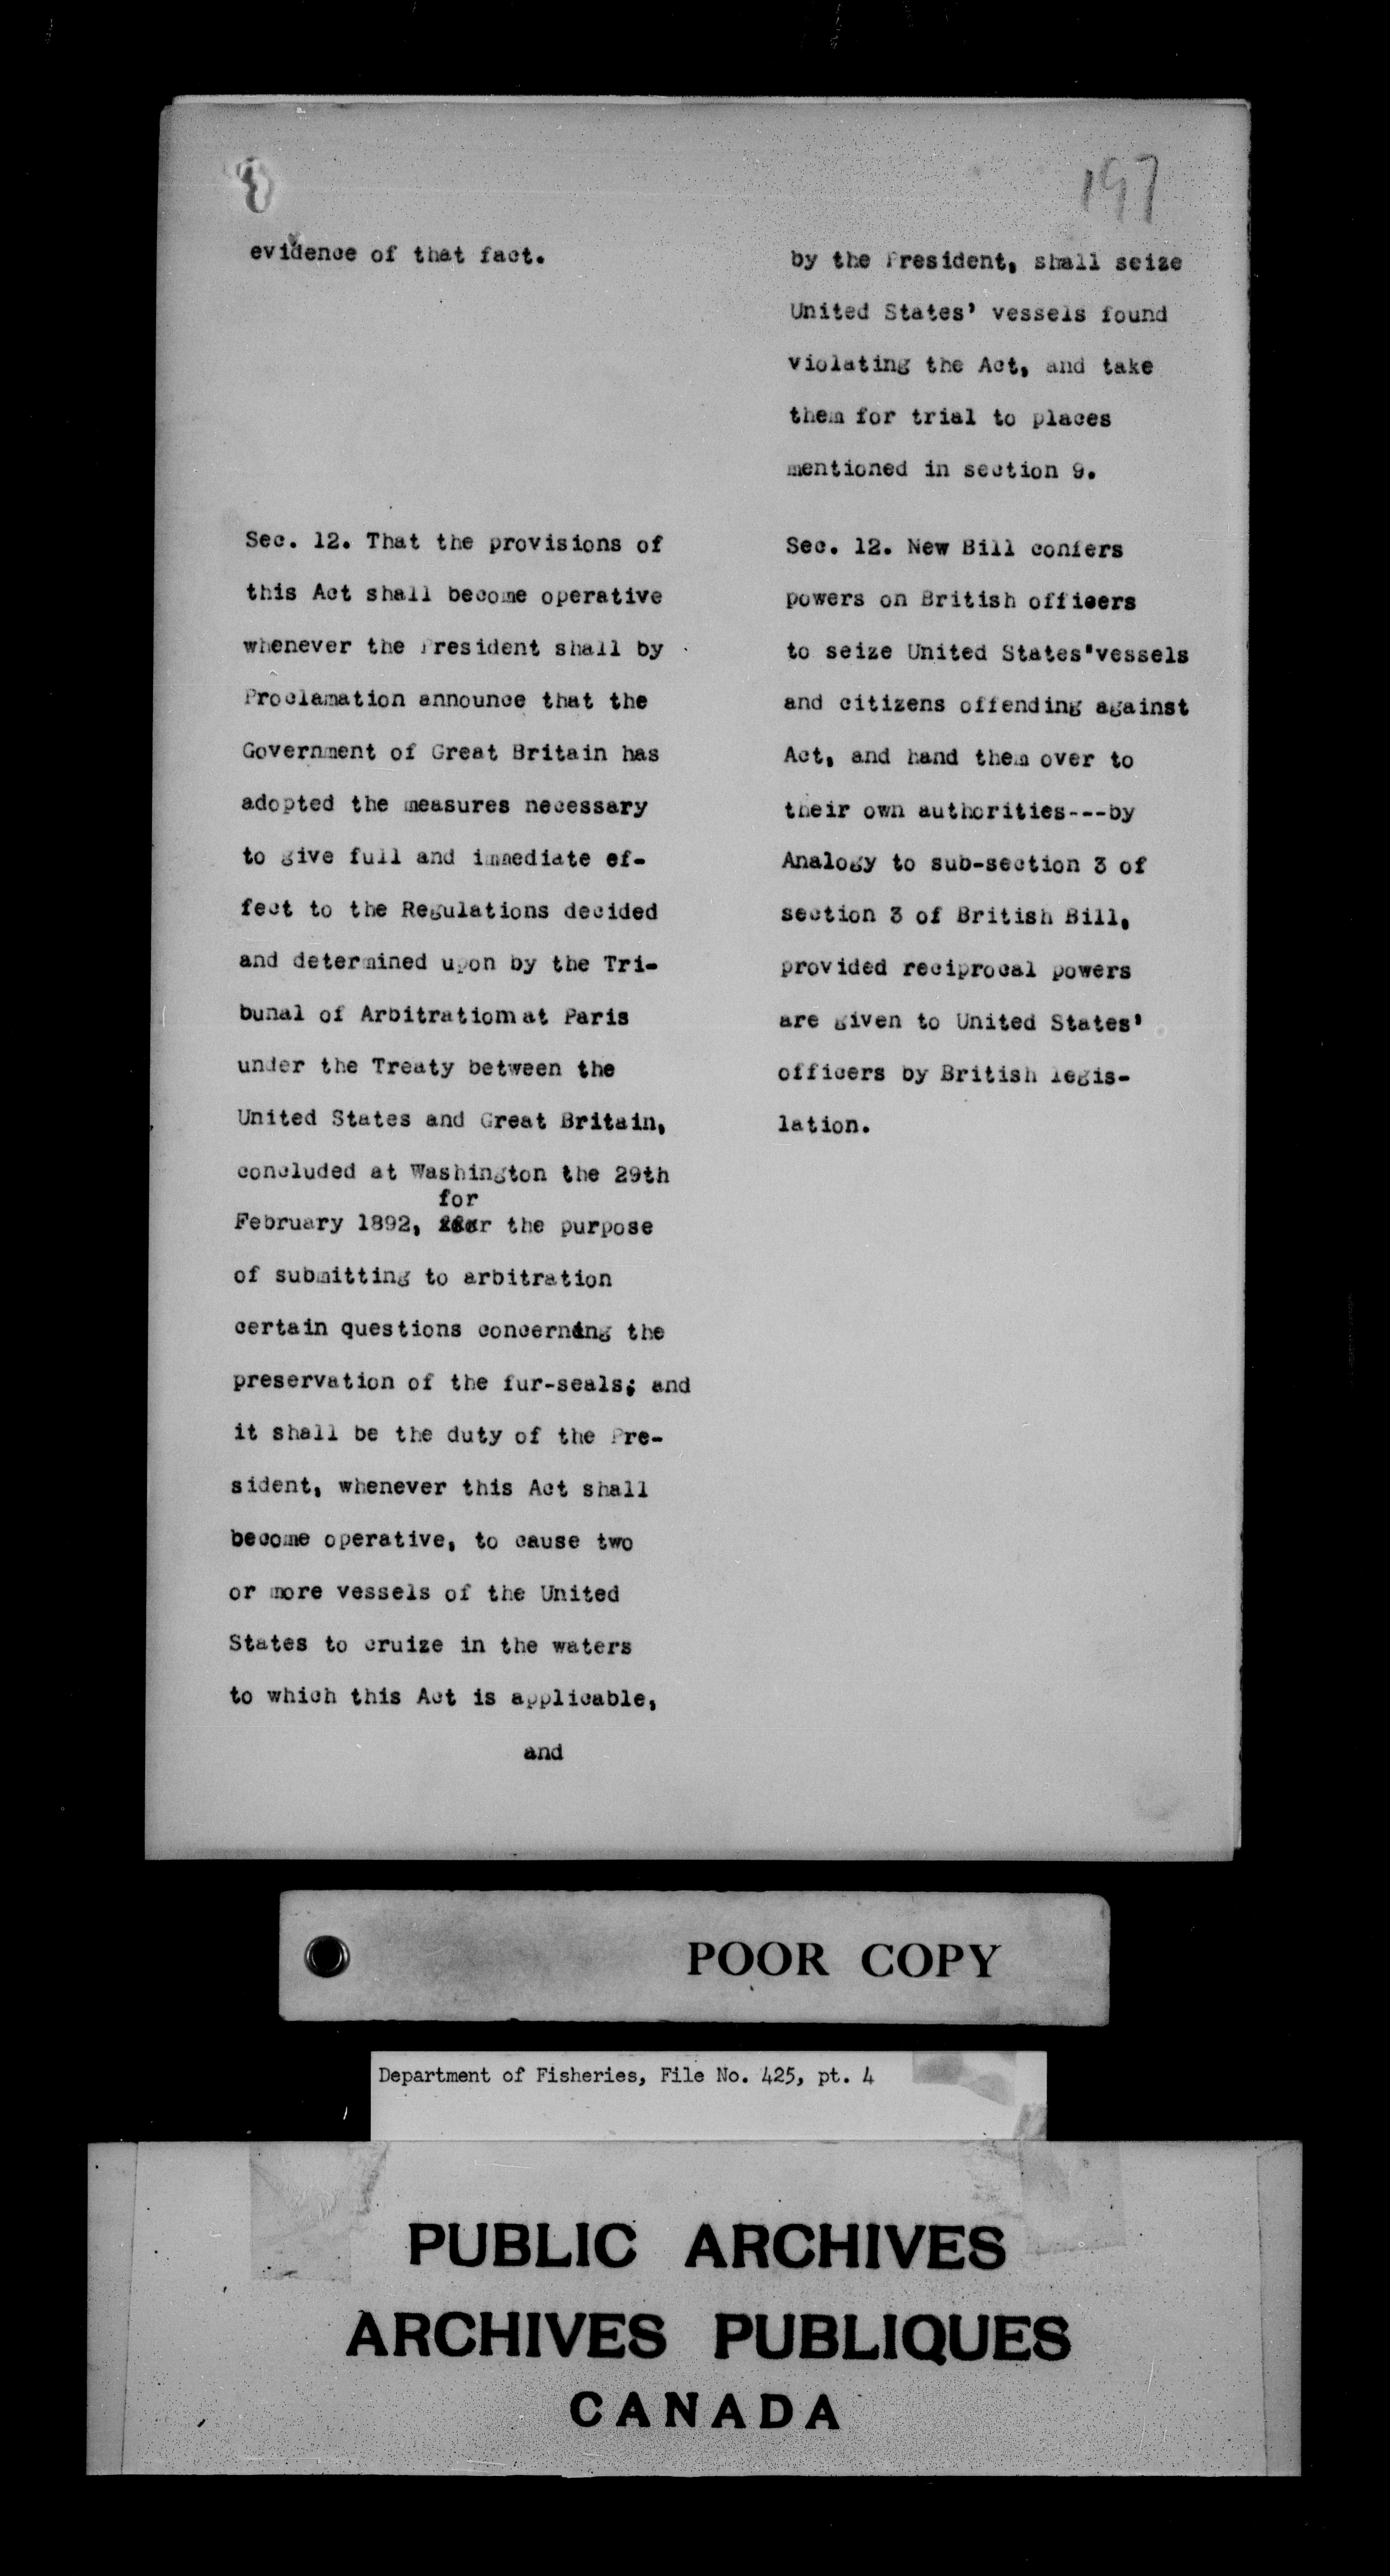 8
197
evidence of that fact.
Sec. 12. That the provisions of
this Act shall become operative
whenever the President shall by
Proclamation announce that the
Government of Great Britain has
adopted the measures necessary
to give full and immediate ef-
fect to the Regulations decided
and determined upon by the Tri-
bunal of Arbitratiomat Paris
under the Treaty between the
United States and Great Britain,
concluded at Washington the 29th
for
February 1892, the purpose
of submitting to arbitration
certain questions concerning the
preservation of the fur-seals; and
it shall be the duty of the Pre-
sident, whenever this Act shall
become operative, to cause two
or more vessels of the United
States to cruize in the waters
to which this Act is applicable,
and
by the President, shall seize
United States' vessels found
violating the Act, and take
them for trial to places
mentioned in section 9.
Sec. 12. New Bill confers
powers on British officers
to seize United States'vessels
and citizens offending against
Act, and hand them over to
their own authorities---by
Analogy to sub-section 3 of
section 3 of British Bill,
provided reciprocal powers
are given to United States'
officers by British legis-
lation.
POOR COPY
Department of Fisheries, File No. 425, pt. 4
PUBLIC ARCHIVES
ARCHIVES PUBLIQUES
CANADA